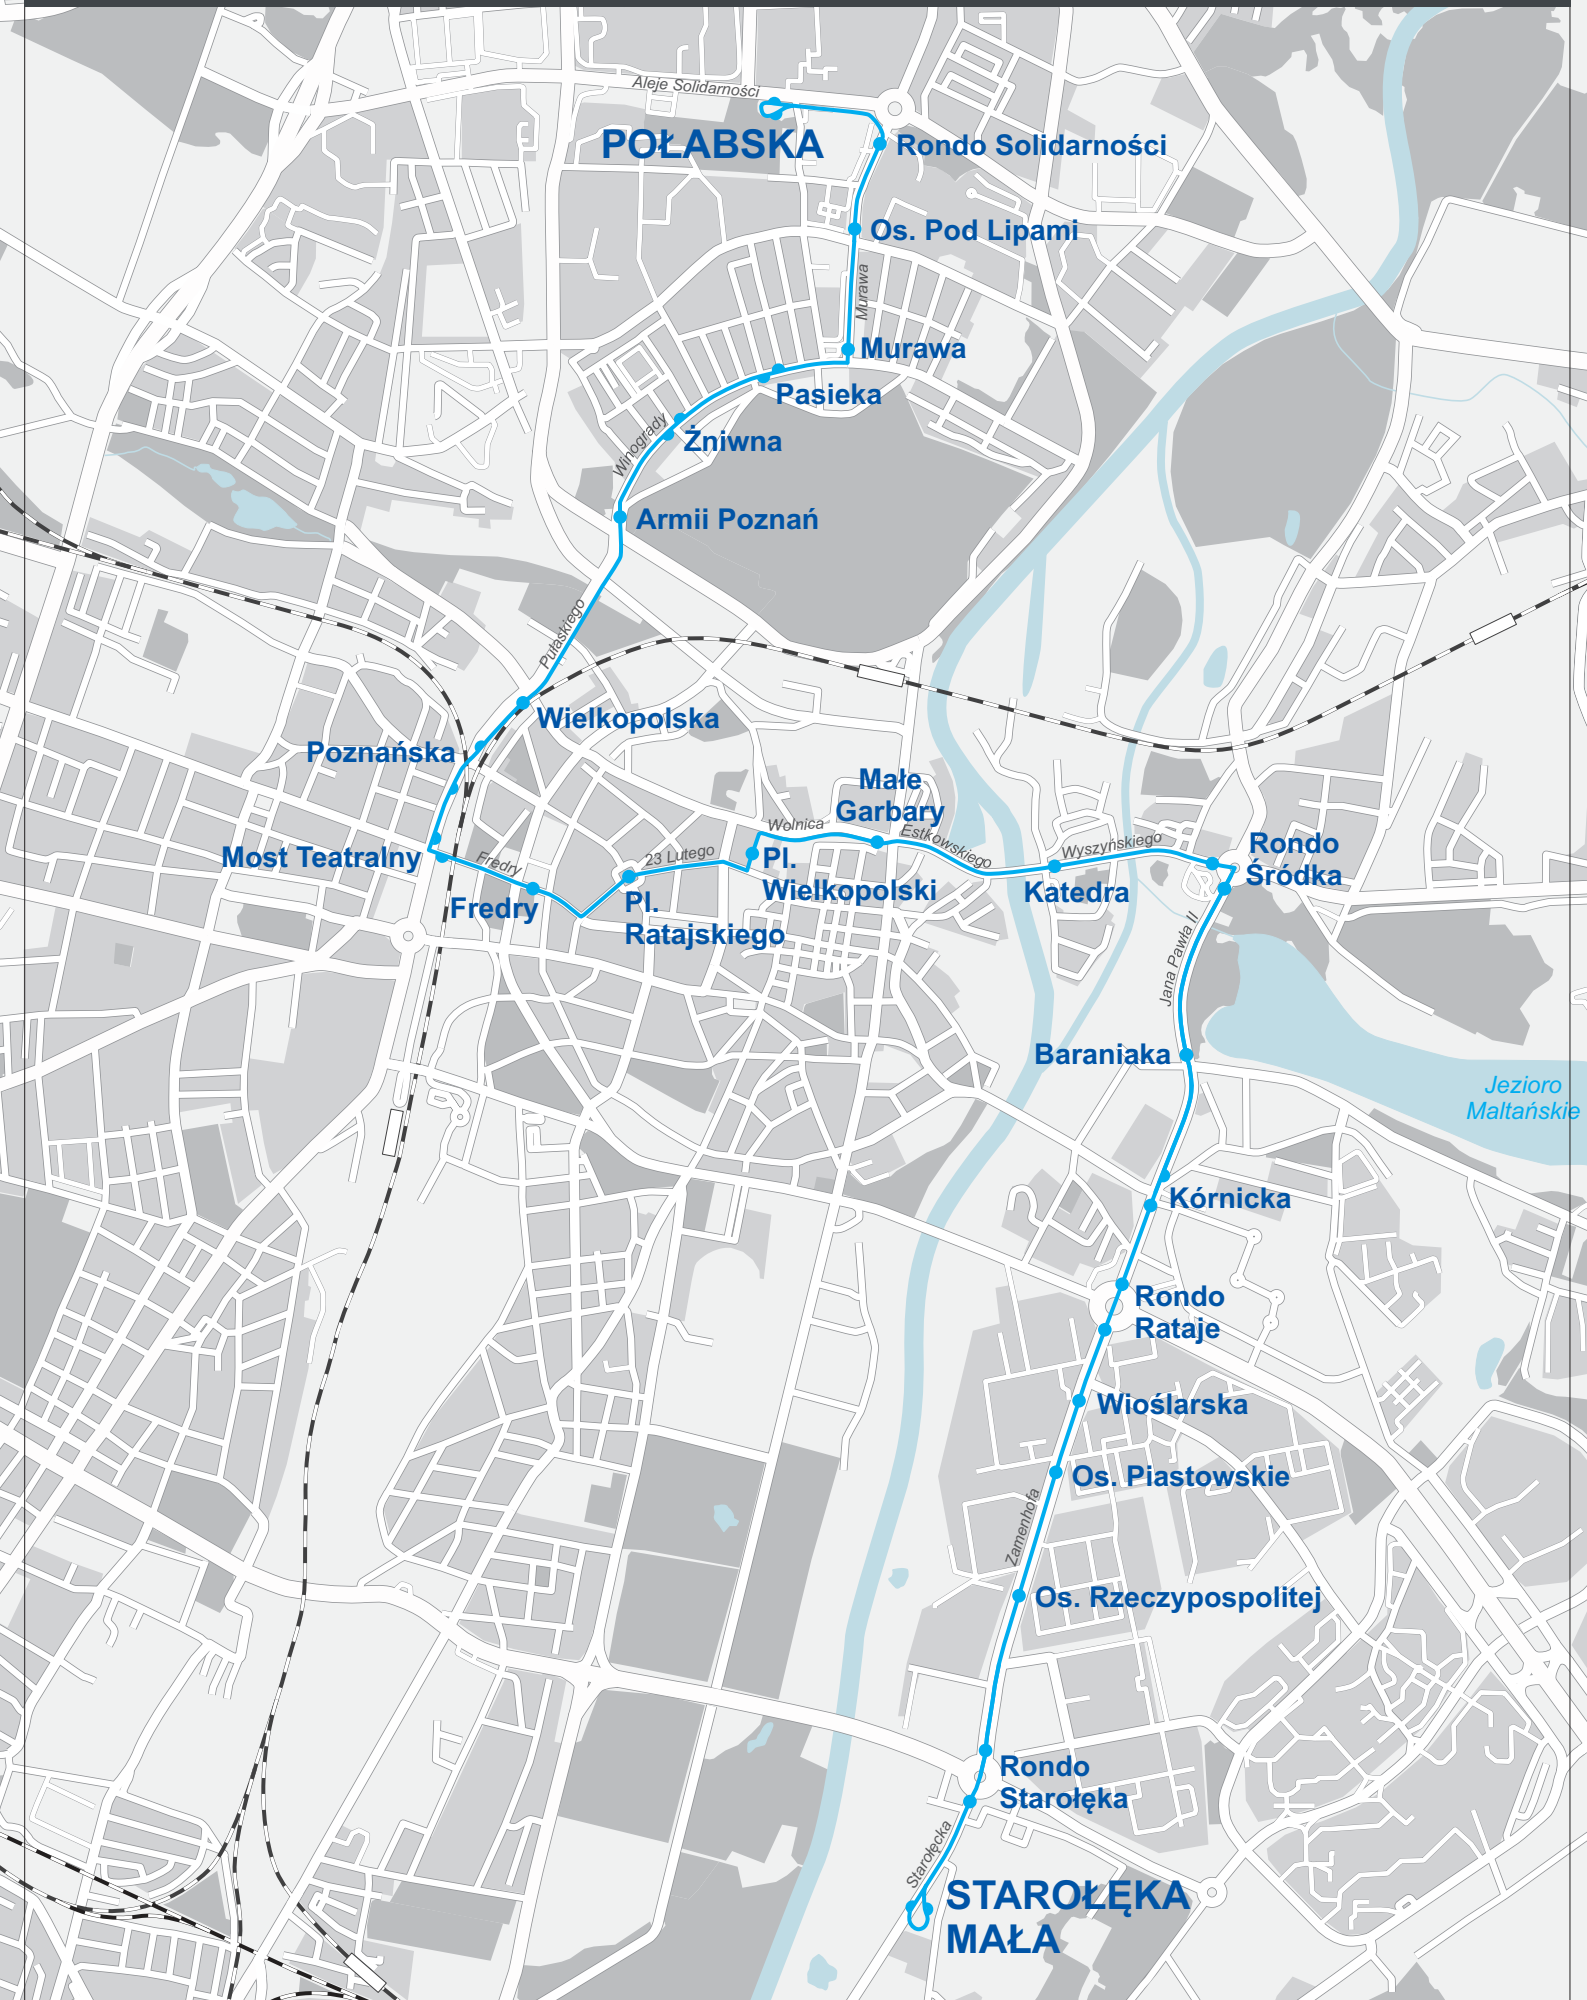 Aleje Solidarności
POŁABSKA
Rondo Solidarności
Os. Pod Lipami
Murawa
Murawa
Pasieka
Winogrady
Żniwna
Armii Poznań
Pułaskiego
Wielkopolska
Poznańska
Most Teatralny
Fredry
Fredry
Pl.
Ratajskiego
23 Lutego
Wolnica
Pl.
Wielkopolski
Małe
Garbary
Estkowskiego
Katedra
Wyszyńskiego
Rondo
Śródka
Jana Pawła II
Baraniaka
Jezioro
Maltańskie
Kórnicka
Rondo
Rataje
Wioślarska
Os. Piastowskie
Zamenhofa
Os. Rzeczypospolitej
Rondo
Starołęka
Starołęcka
STAROŁĘKA
MAŁA